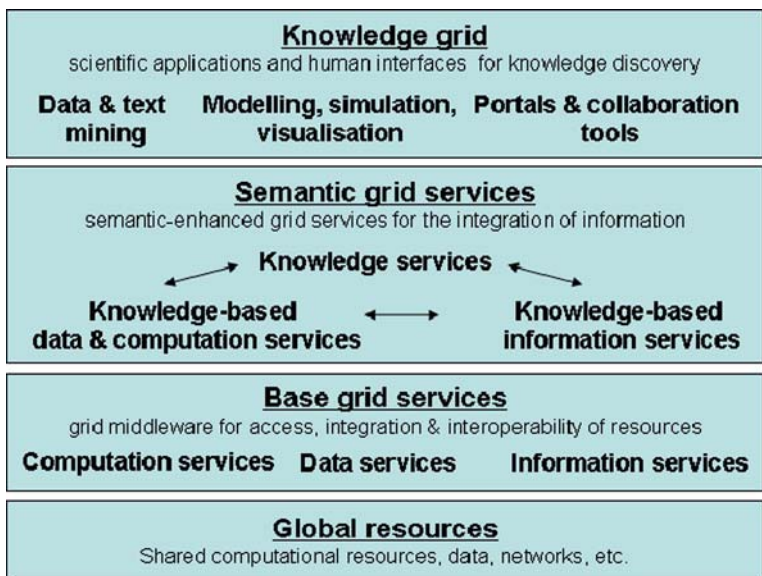 Knowledge grid
scientific applications and human interfaces for knowledge discovery
Data & text mining
Modelling, simulation, visualisation
Portals & collaboration tools
Semantic grid services
semantic-enhanced grid services for the integration of information
Knowledge services
Knowledge-based data & computation services
Knowledge-based information services
Base grid services
grid middleware for access, integration & interoperability of resources
Computation services
Data services
Information services
Global resources
Shared computational resources, data, networks, etc.